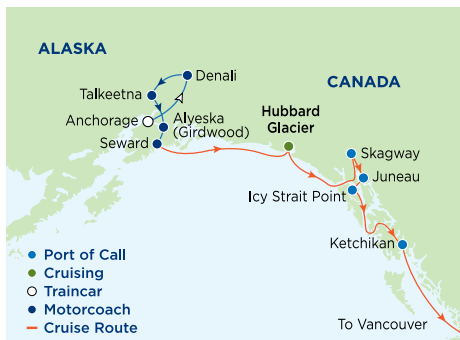 ALASKA
Denali
CANADA
Talkeetna
Anchorage
Alyeska
(Girdwood)
Seward
Hubbard
Glacier
Skagway
Juneau
Icy Strait Point
Ketchikan
Port of Call
Cruising
Traincar
Motorcoach
Cruise Route
To Vancouver